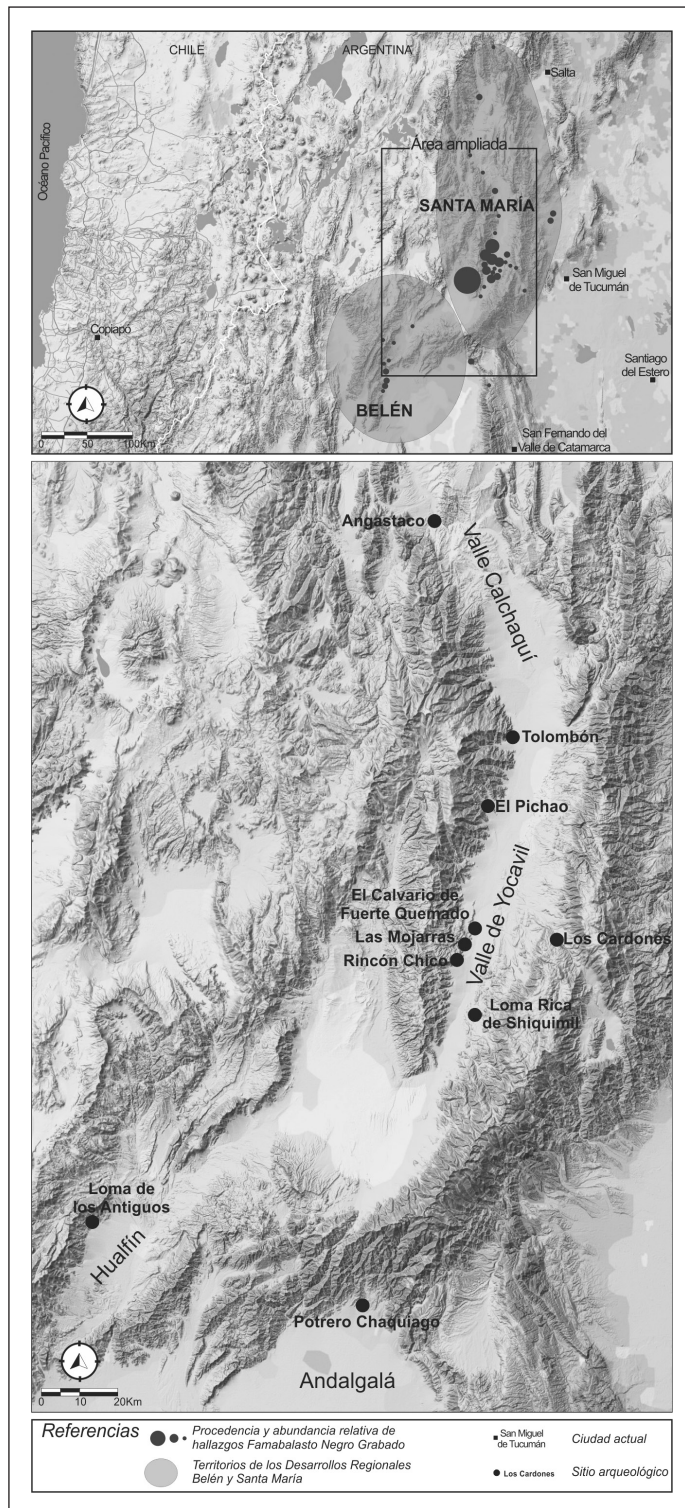 CHILE
ARGENTINA
Salta
Océano Pacífico
Área ampliada
SANTA MARÍA
San Miguel
de Tucumán
Copiapó
Santiago
del Estero
BELÉN
San Fernando del
Valle de Catamarca
0 50 100Km
Angastaco
Valle Calchaquí
Tolombón
El Pichao
El Calvario de
Fuerte Quemado
Las Mojarras
Rincón Chico
Valle de Yocavil
Los Cardones
Loma Rica
de Shiquimil
Loma de
los Antiguos
Hualfín
Potrero Chaquiago
Andalgalá
0 10 20Km
Referencias
Procedencia y abundancia relativa de
hallazgos Famabalasto Negro Grabado
Territorios de los Desarrollos Regionales
Belén y Santa María
San Miguel
de Tucumán
Ciudad actual
Los Cardones
Sitio arqueológico